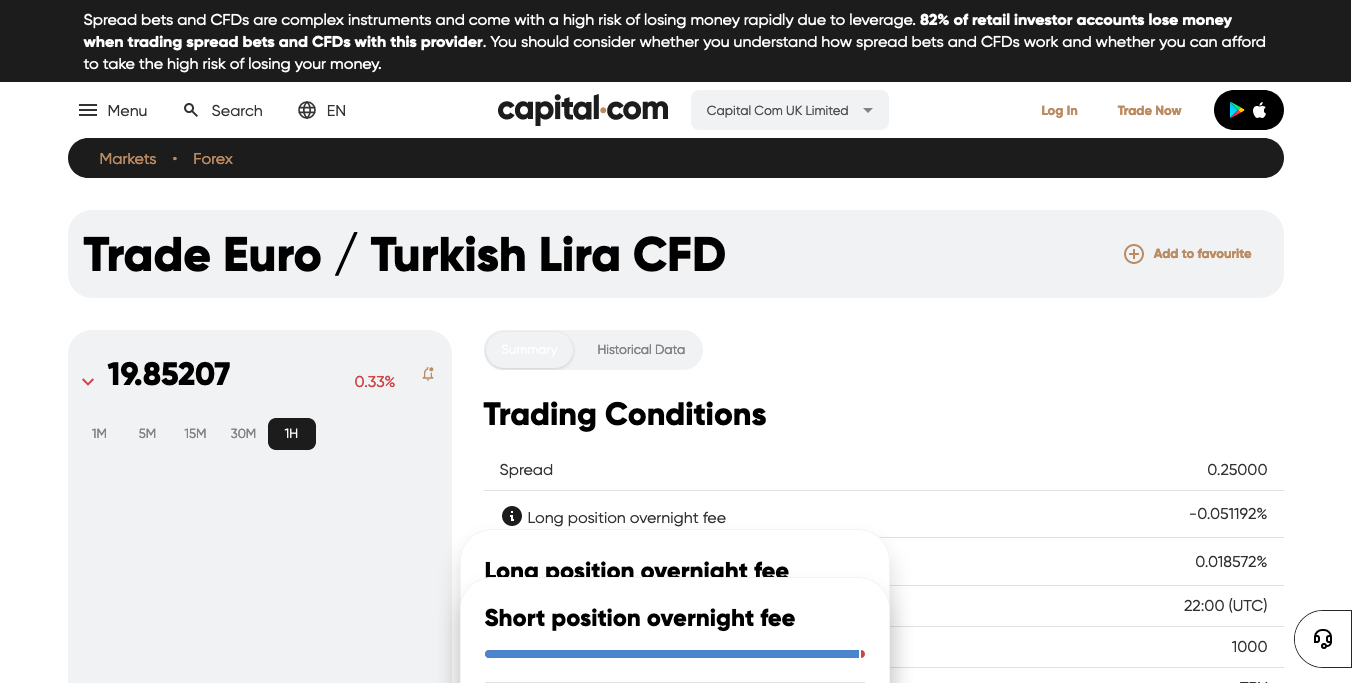 Spread bets and CFDs are complex instruments and come with a high risk of losing money rapidly due to leverage. 82% of retail investor accounts lose money
when trading spread bets and CFDs with this provider. You should consider whether you understand how spread bets and CFDs work and whether you can afford
to take the high risk of losing your money.
Menu Search EN capital.com Capital Com UK Limited Log In Trade Now
Markets • Forex
Trade Euro / Turkish Lira CFD Add to favourite
19.85207 0.33%
1M 5M 15M 30M 1H
Summary Historical Data
Trading Conditions
Spread 0.25000
Long position overnight fee -0.051192%
Long position overnight fee
0.018572%
Short position overnight fee
22:00 (UTC)
1000